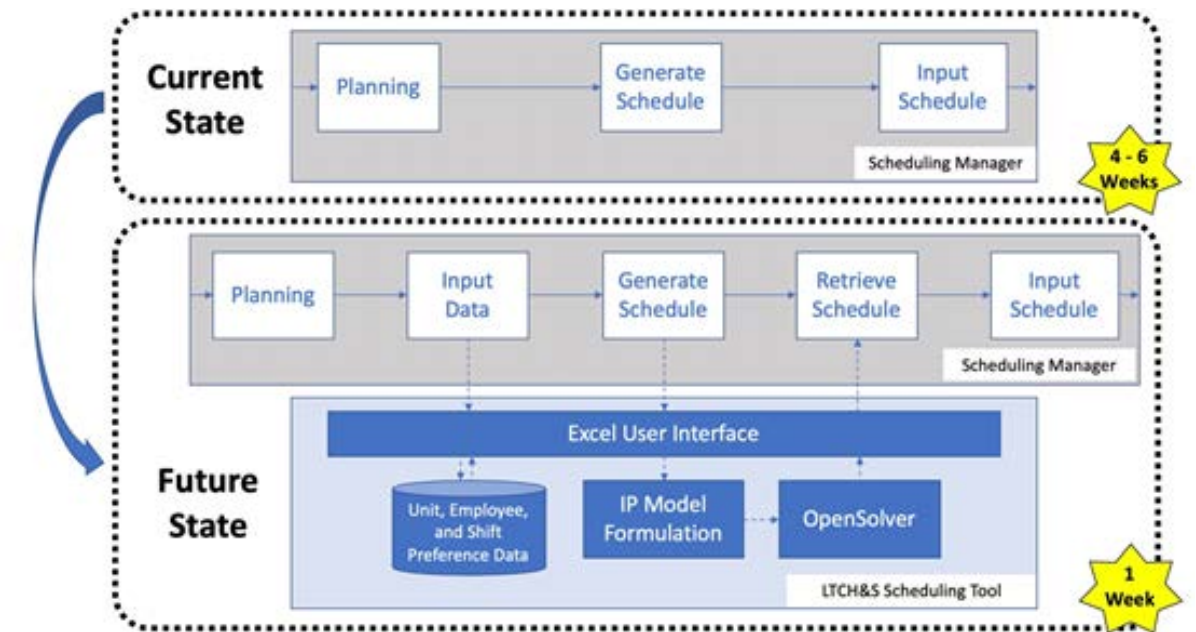 Current
State
Planning
Generate
Schedule
Input
Schedule
Scheduling Manager
4 - 6
Weeks
Planning
Input
Data
Generate
Schedule
Retrieve
Schedule
Input
Schedule
Scheduling Manager
Future
State
Excel User Interface
Unit, Employee,
and Shift
Preference Data
IP Model
Formulation
OpenSolver
LTCH&S Scheduling Tool
1
Week